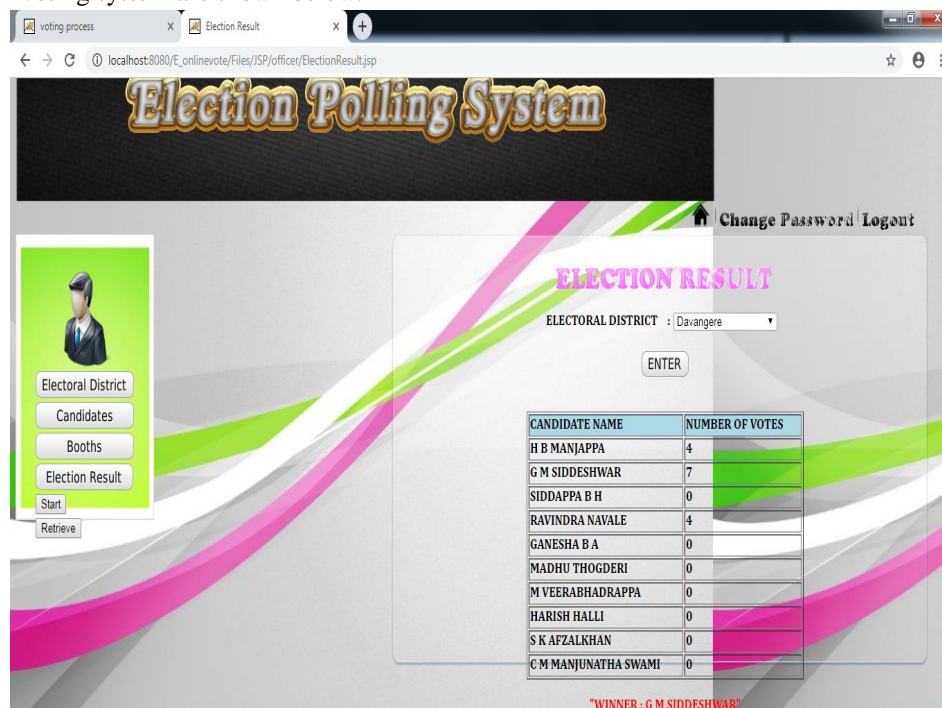 voting process
Election Result
localhost:8080/E_onlinevote/Files/JSP/officer/ElectionResult.jsp
Election Polling System
Change Password Logout
ELECTION RESULT
ELECTORAL DISTRICT : Davangere
ENTER
Electoral District
Candidates
Booths
Election Result
Start
Retrieve
CANDIDATE NAME NUMBER OF VOTES
H B MANJAPPA 4
G M SIDDESHWAR 7
SIDDAPPA B H 0
RAVINDRA NAVALE 4
GANESHA B A 0
MADHU THOGDERI 0
M VEERABHADRAPPA 0
HARISH HALLI 0
S K AFZALKHAN 0
C M MANJUNATHA SWAMI 0
"WINNER : G M SIDDESHWAR"